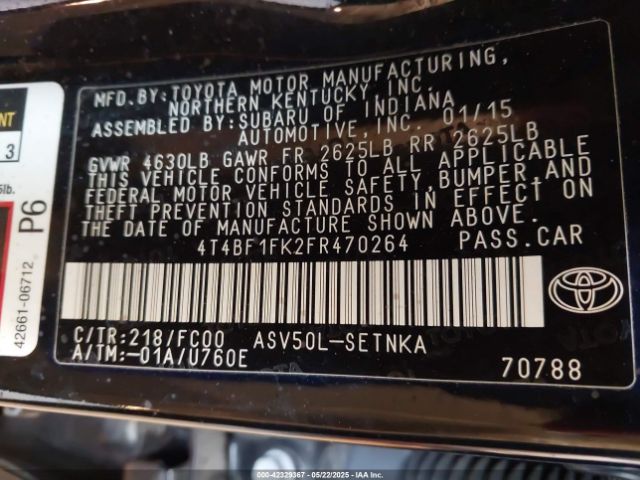 MFD.BY:TOYOTA MOTOR MANUFACTURING,
NORTHERN KENTUCKY, INC.
ASSEMBLED BY:SUBARU OF INDIANA
AUTOMOTIVE,INC. 01/15
GVWR 4630LB GAWR FR 2625LB RR 2625LB
THIS VEHICLE CONFORMS TO ALL APPLICABLE
FEDERAL MOTOR VEHICLE SAFETY,BUMPER,AND
THEFT PREVENTION STANDARDS IN EFFECT ON
THE DATE OF MANUFACTURE SHOWN ABOVE.
4T4BF1FK2FR470264 PASS.CAR
C/TR:218/FC00 ASV50L-SETNKA
A/TM:-01A/U760E
70788
3
P6
42661-06712
000-42329367 - 05/22/2025 - IAAI.COM